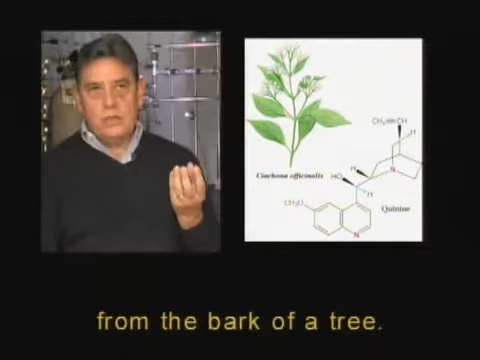 CH₂═CH
H
Cinchona officinalis
H
HO
N
H
CH₃O
Quinine
N
from the bark of a tree.